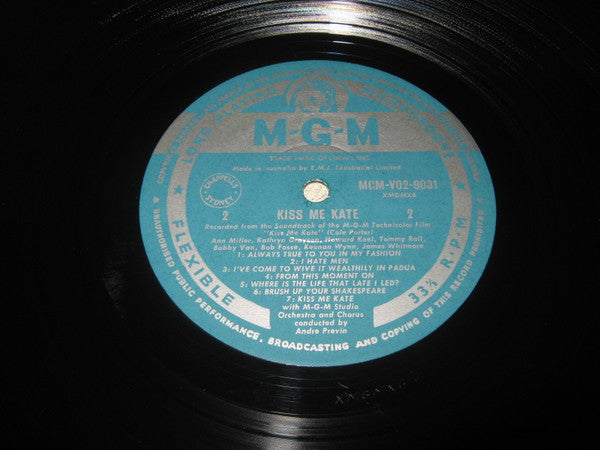 LONG PLAYING
M-G-M
TRADE MARK OF LOEW'S INC.
Made in Australia by E.M.I. (Australia) Limited
CHAPPELL'S
SYDNEY
MGM-VO2-9031
XMGMX6
2 KISS ME KATE 2
Recorded from the Soundtrack of the M-G-M Technicolor Film
"Kiss Me Kate" (Cole Porter)
Ann Miller, Kathryn Grayson, Howard Keel, Tommy Rall,
Bobby Van, Bob Fosse, Keenan Wynn, James Whitmore
1: ALWAYS TRUE TO YOU IN MY FASHION
2: I HATE MEN
3: I'VE COME TO WIVE IT WEALTHILY IN PADUA
4: FROM THIS MOMENT ON
5: WHERE IS THE LIFE THAT LATE I LED?
6: BRUSH UP YOUR SHAKESPEARE
7: KISS ME KATE
with M-G-M Studio
Orchestra and Chorus
conducted by
Andre Previn
FLEXIBLE
33⅓ R·P·M
UNAUTHORISED PUBLIC PERFORMANCE, BROADCASTING AND COPYING OF THIS RECORD PROHIBITED